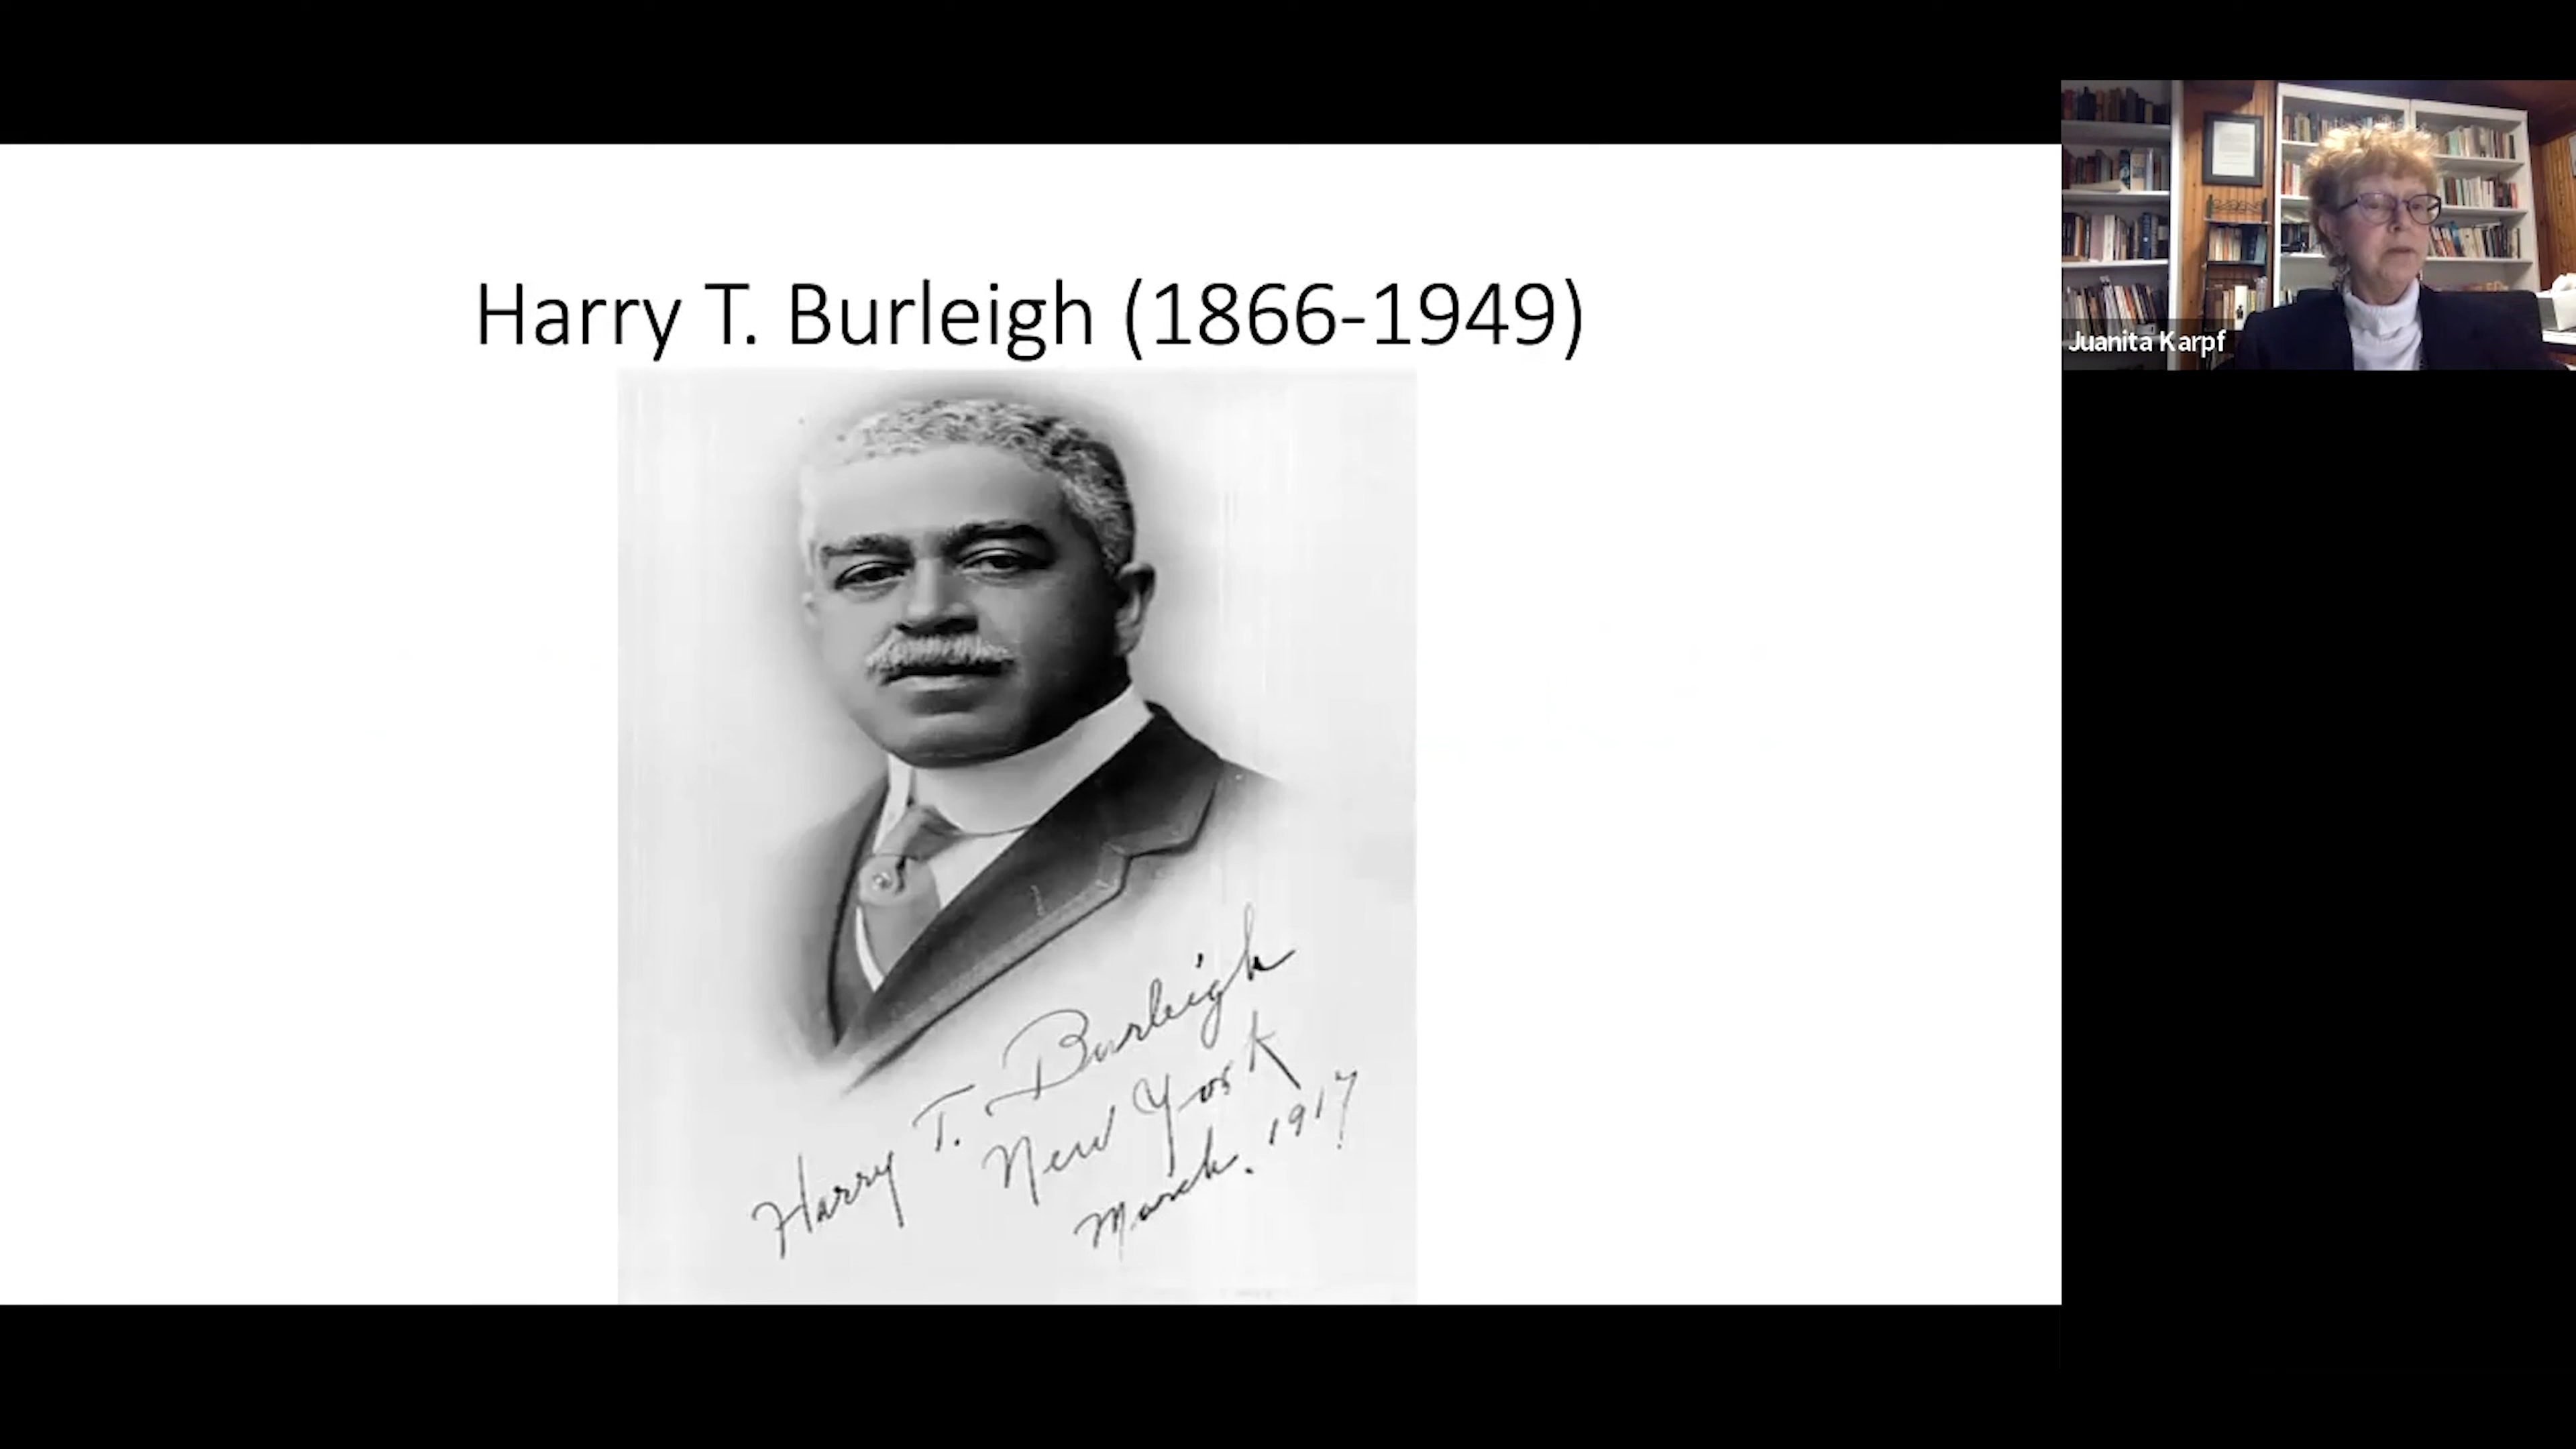 Harry T. Burleigh (1866-1949)
Juanita Karpf
Harry T. Burleigh
New York
March. 1917